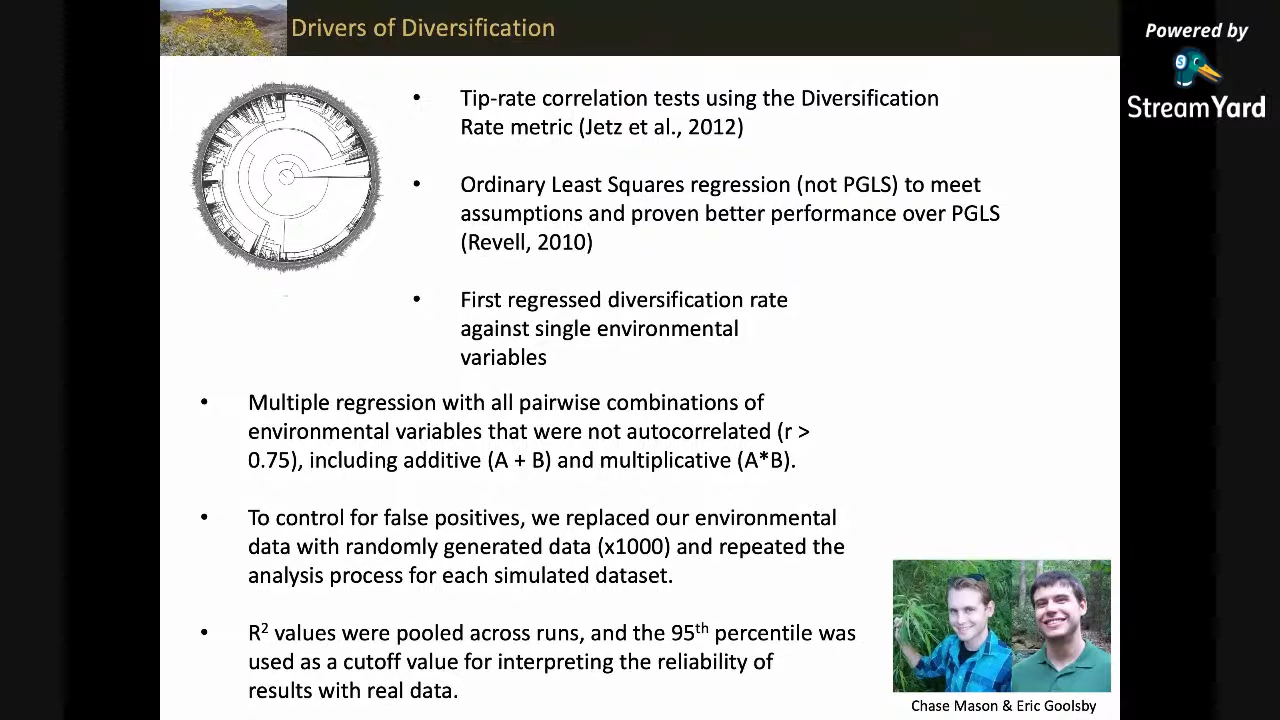 Drivers of Diversification
Powered by
StreamYard
• Tip-rate correlation tests using the Diversification
Rate metric (Jetz et al., 2012)
• Ordinary Least Squares regression (not PGLS) to meet
assumptions and proven better performance over PGLS
(Revell, 2010)
• First regressed diversification rate
against single environmental
variables
• Multiple regression with all pairwise combinations of
environmental variables that were not autocorrelated (r >
0.75), including additive (A + B) and multiplicative (A*B).
• To control for false positives, we replaced our environmental
data with randomly generated data (x1000) and repeated the
analysis process for each simulated dataset.
• R² values were pooled across runs, and the 95ᵗʰ percentile was
used as a cutoff value for interpreting the reliability of
results with real data.
Chase Mason & Eric Goolsby